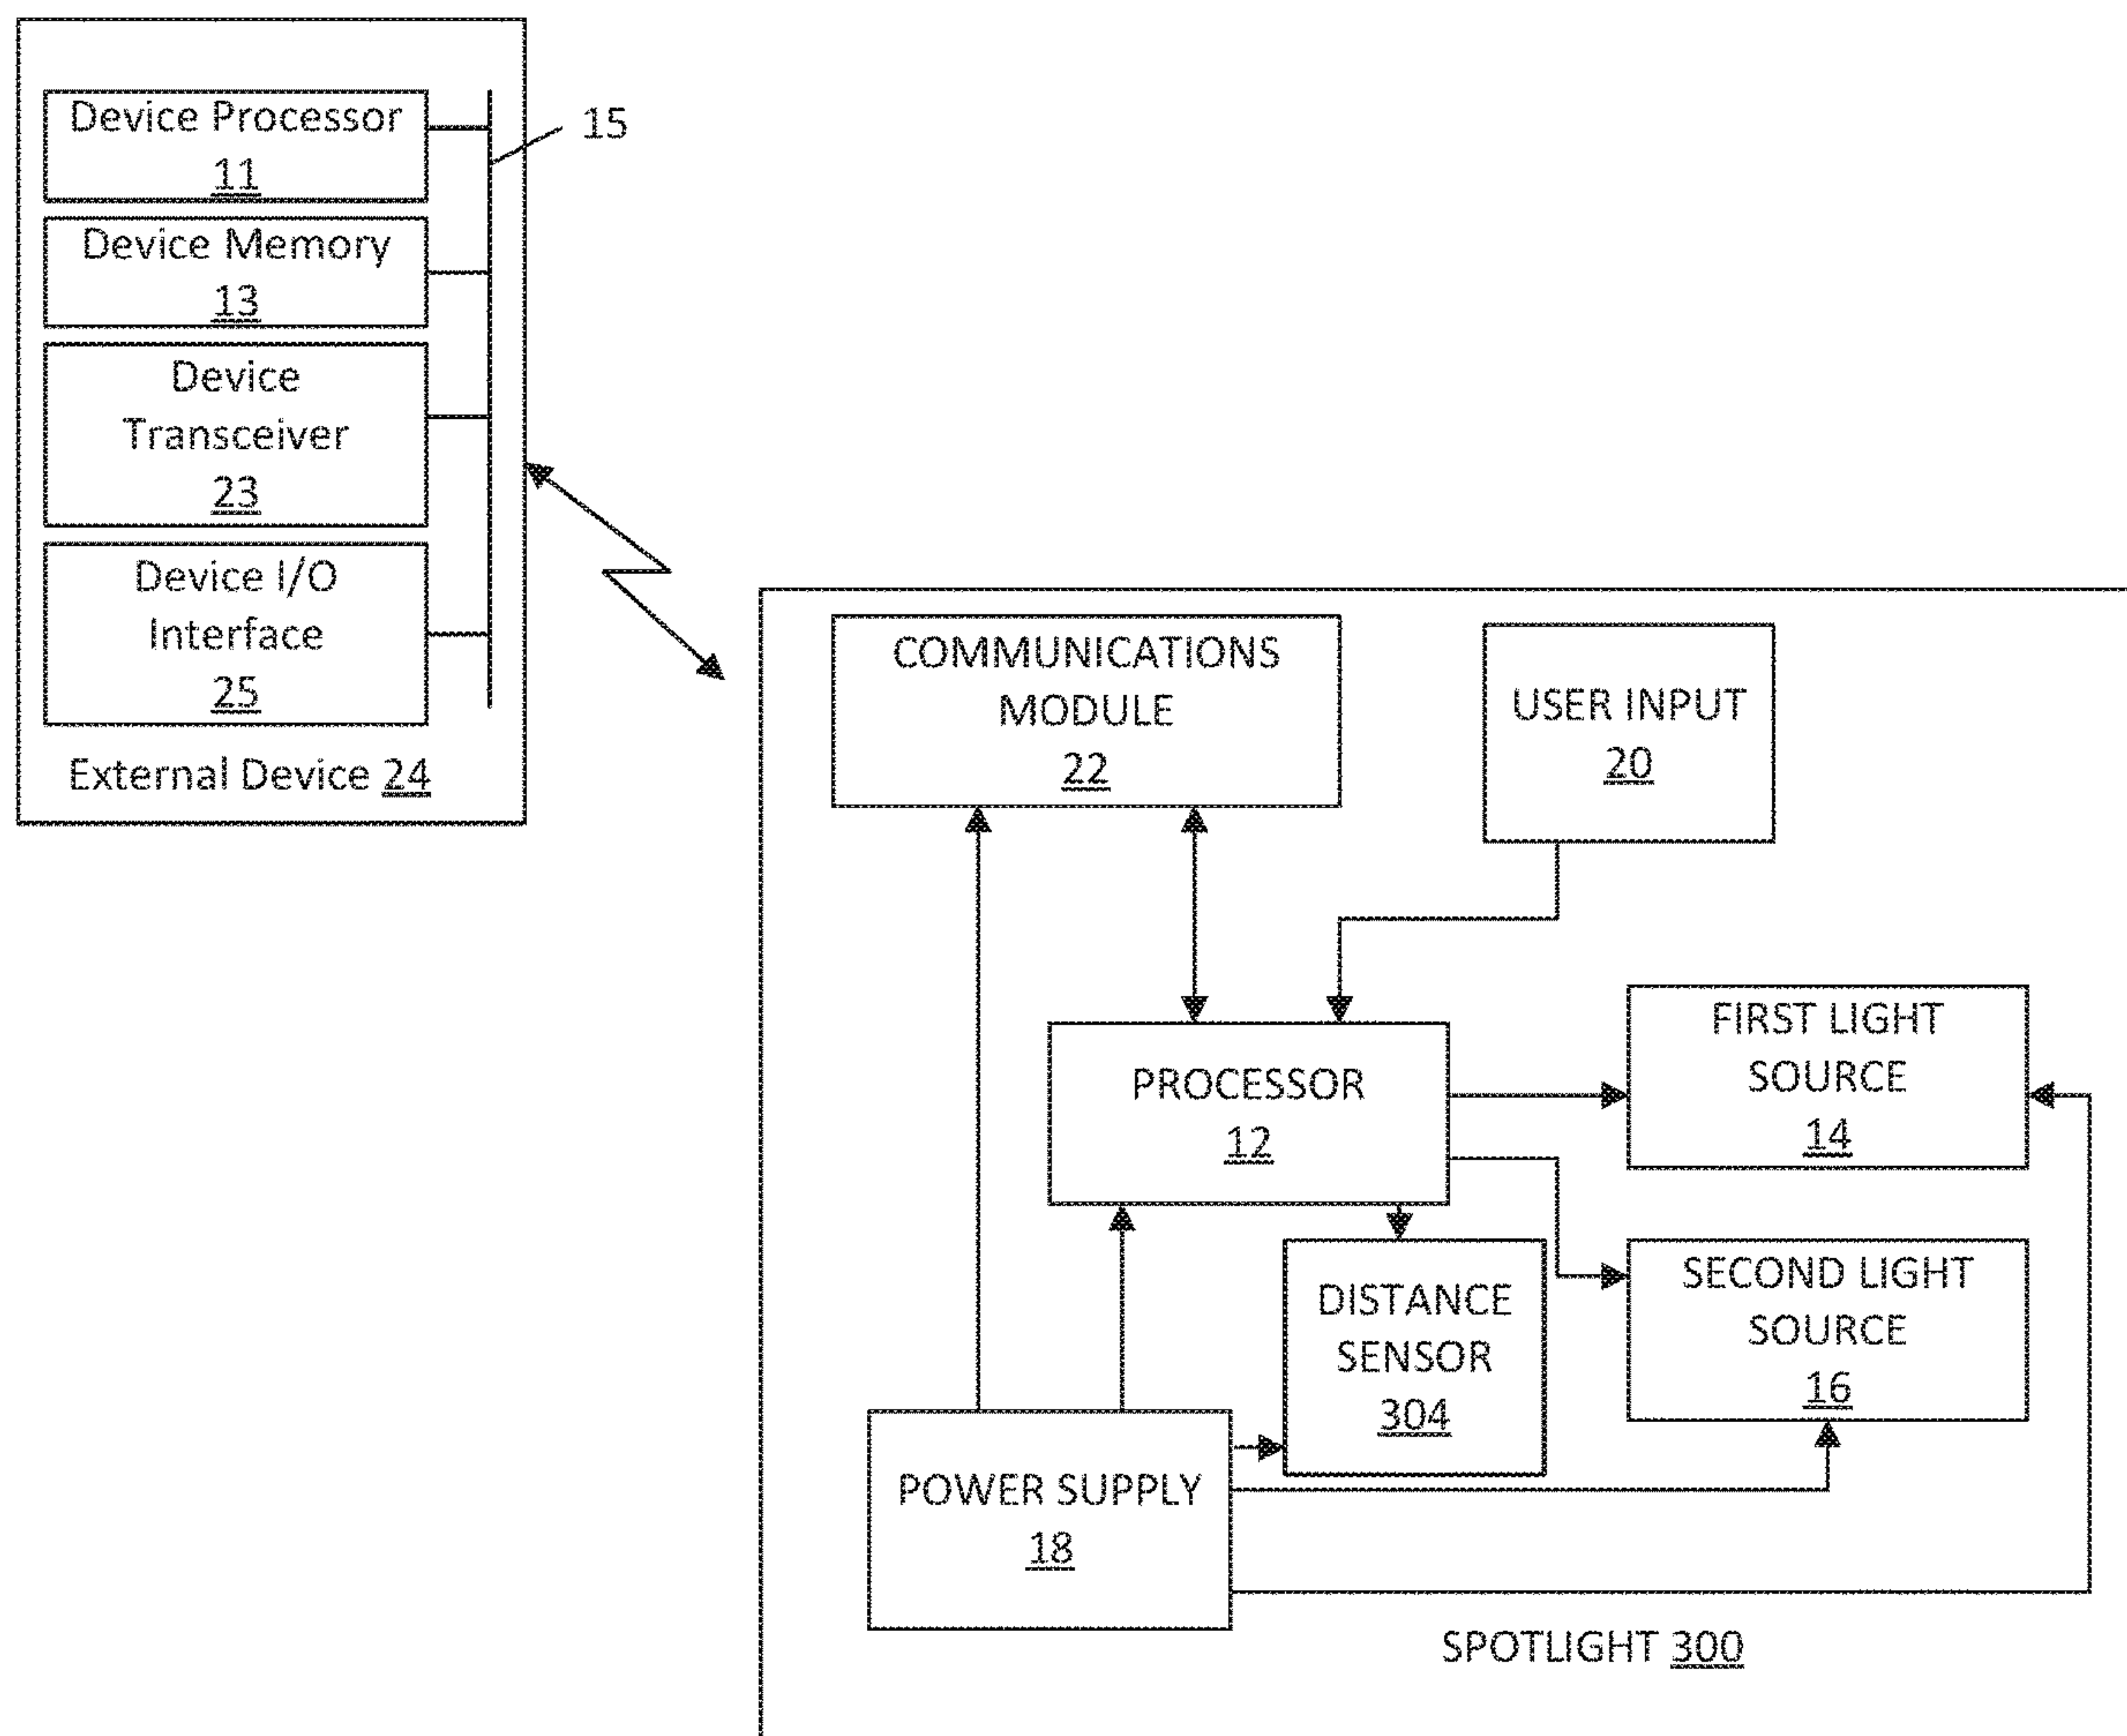 Device Processor
11
15
Device Memory
13
Device
Transceiver
23
Device I/O
Interface
25
External Device 24
COMMUNICATIONS
MODULE
22
USER INPUT
20
PROCESSOR
12
FIRST LIGHT
SOURCE
14
DISTANCE
SENSOR
304
SECOND LIGHT
SOURCE
16
POWER SUPPLY
18
SPOTLIGHT 300